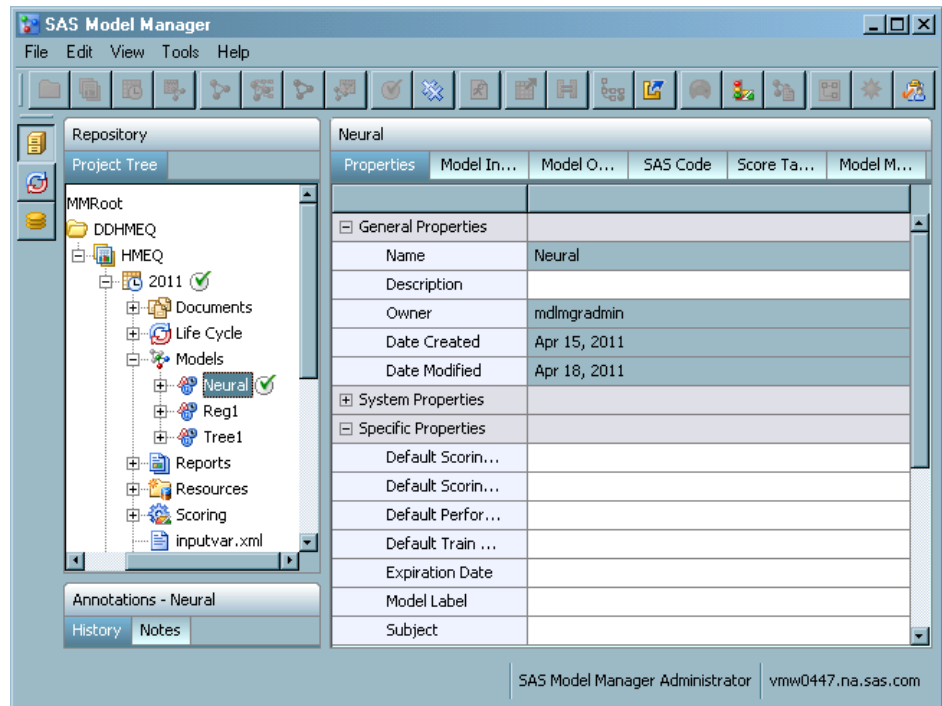 SAS Model Manager
File Edit View Tools Help
Repository
Project Tree
MMRoot
DDHMEQ
HMEQ
2011
Documents
Life Cycle
Models
Neural
Reg1
Tree1
Reports
Resources
Scoring
inputvar.xml
Annotations - Neural
History Notes
Neural
Properties Model In... Model O... SAS Code Score Ta... Model M...
General Properties
Name Neural
Description
Owner mdlmgradmin
Date Created Apr 15, 2011
Date Modified Apr 18, 2011
System Properties
Specific Properties
Default Scorin...
Default Scorin...
Default Perfor...
Default Train ...
Expiration Date
Model Label
Subject
SAS Model Manager Administrator vmw0447.na.sas.com